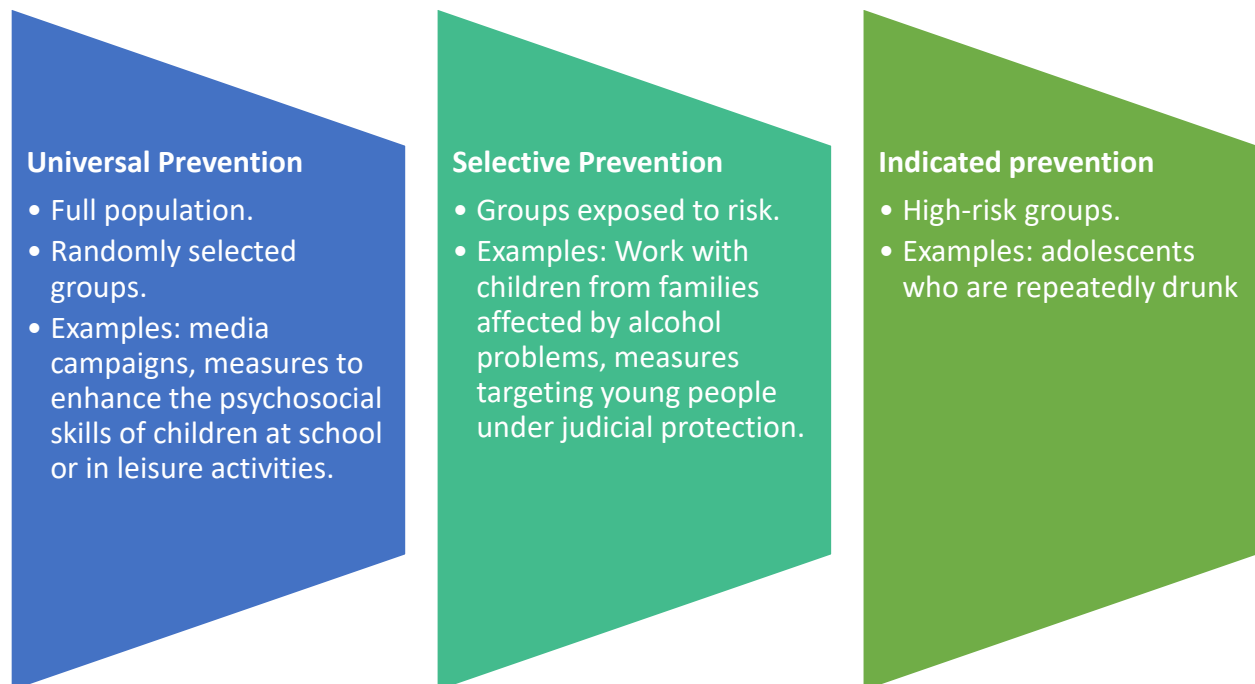 Universal Prevention
• Full population.
• Randomly selected
groups.
• Examples: media
campaigns, measures to
enhance the psychosocial
skills of children at school
or in leisure activities.
Selective Prevention
• Groups exposed to risk.
• Examples: Work with
children from families
affected by alcohol
problems, measures
targeting young people
under judicial protection.
Indicated prevention
• High-risk groups.
• Examples: adolescents
who are repeatedly drunk